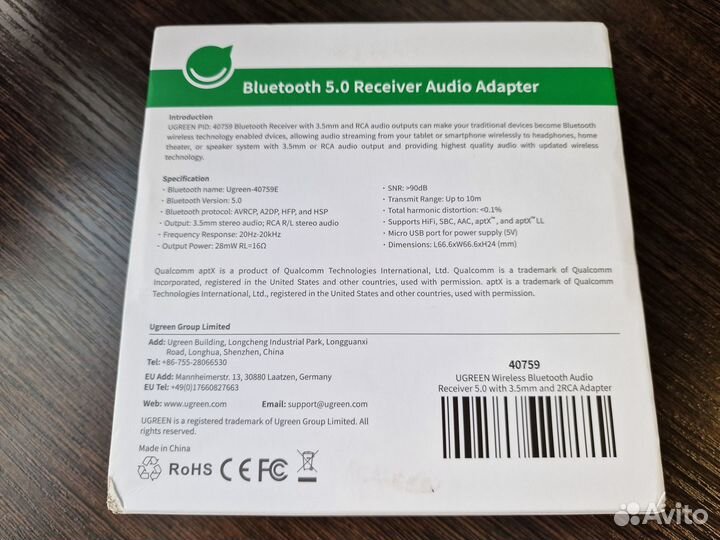 Bluetooth 5.0 Receiver Audio Adapter
Introduction
UGREEN PID: 40759 Bluetooth Receiver with 3.5mm and RCA audio outputs can make your traditional devices become Bluetooth
wireless technology enabled dvices, allowing audio streaming from your tablet or smartphone wirelessly to headphones, home
theater, or speaker system with 3.5mm or RCA audio output and providing highest quality audio with updated wireless
technology.
Specification
· Bluetooth name: Ugreen-40759E
· Bluetooth Version: 5.0
· Bluetooth protocol: AVRCP, A2DP, HFP, and HSP
· Output: 3.5mm stereo audio; RCA R/L stereo audio
· Frequency Response: 20Hz-20kHz
· Output Power: 28mW RL=16Ω
· SNR: >90dB
· Transmit Range: Up to 10m
· Total harmonic distortion: <0.1%
· Supports HiFi, SBC, AAC, aptX™, and aptX™ LL
· Micro USB port for power supply (5V)
· Dimensions: L66.6xW66.6xH24 (mm)
Qualcomm aptX is a product of Qualcomm Technologies International, Ltd. Qualcomm is a trademark of Qualcomm
Incorporated, registered in the United States and other countries, used with permission. aptX is a trademark of Qualcomm
Technologies International, Ltd., registered in the United States and other countries, used with permission.
Ugreen Group Limited
Add: Ugreen Building, Longcheng Industrial Park, Longguanxi
Road, Longhua, Shenzhen, China
Tel: +86-755-28066530
EU Add: Mannheimerstr. 13, 30880 Laatzen, Germany
EU Tel: +49(0)17660827663
Web: www.ugreen.com Email: support@ugreen.com
UGREEN is a registered trademark of Ugreen Group Limited. All
rights reserved.
Made in China
RoHS CE FC
40759
UGREEN Wireless Bluetooth Audio
Receiver 5.0 with 3.5mm and 2RCA Adapter
Avito